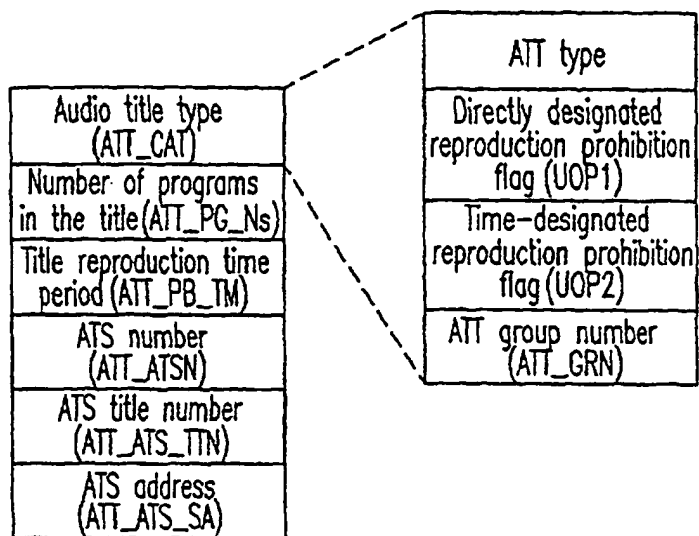 Audio title type
(ATT_CAT)
Number of programs
in the title(ATT_PG_Ns)
Title reproduction time
period(ATT_PB_TM)
ATS number
(ATT_ATSN)
ATS title number
(ATT_ATS_TTN)
ATS address
(ATT_ATS_SA)
ATT type
Directly designated
reproduction prohibition
flag(UOP1)
Time-designated
reproduction prohibition
flag(UOP2)
ATT group number
(ATT_GRN)